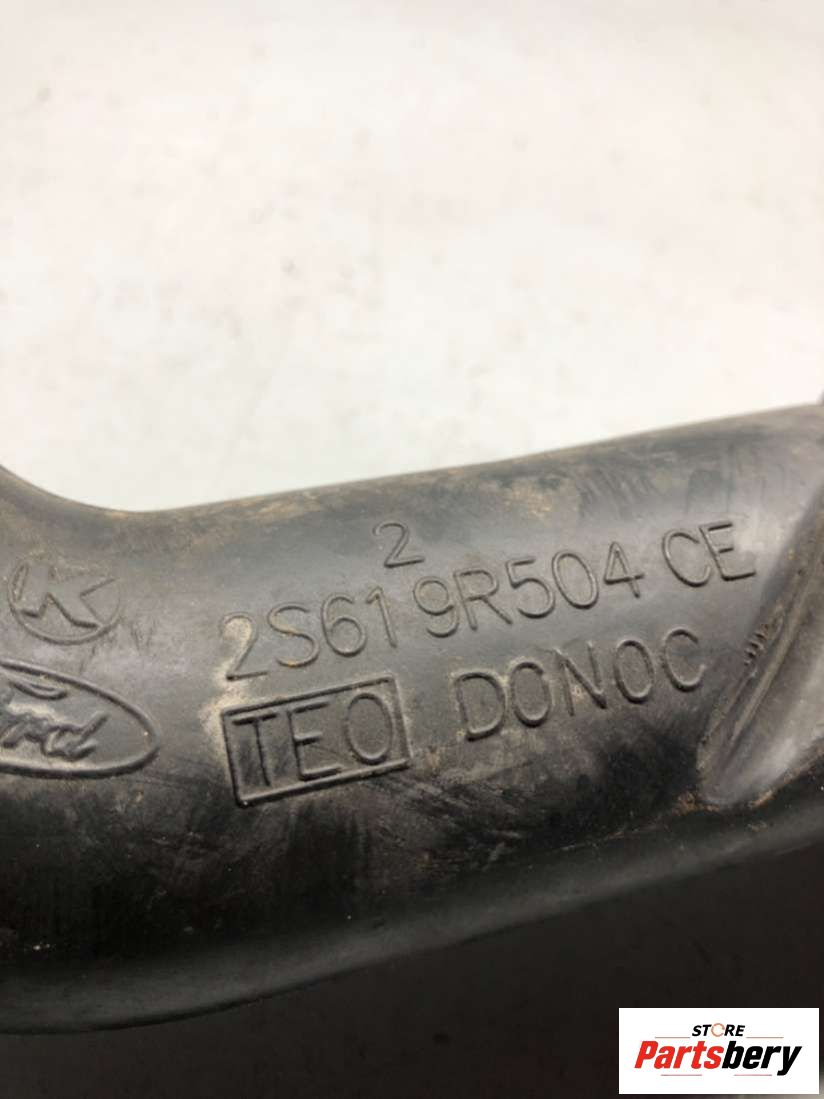 2
K
2S61 9R504 CE
Ford
TEO DONOC
STORE
Partsbery